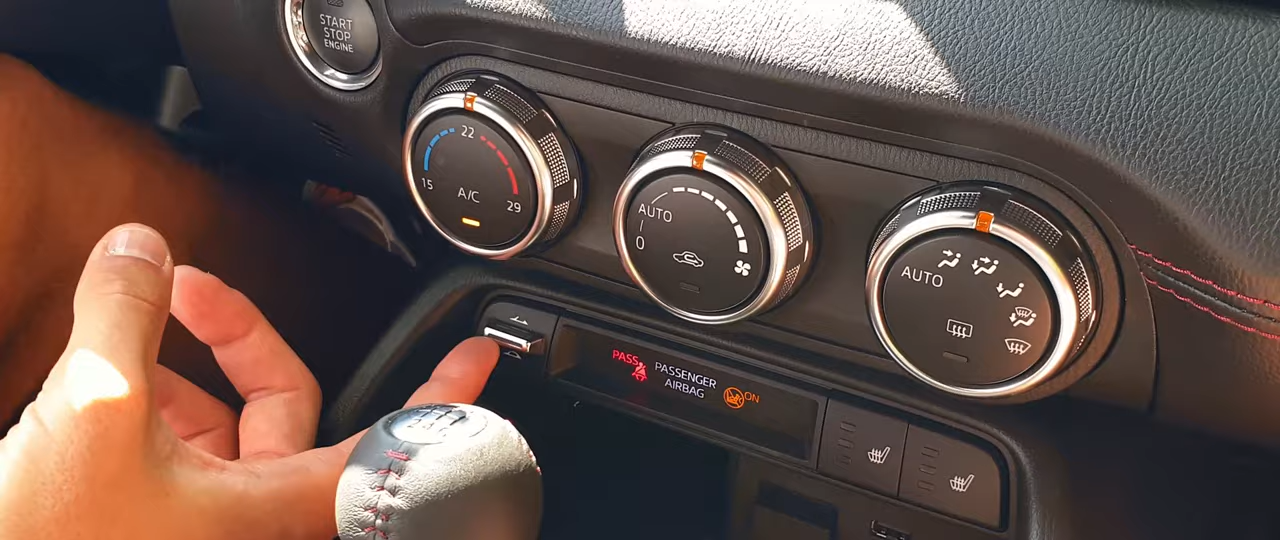 START
STOP
ENGINE
22
15
29
A/C
AUTO
0
AUTO
PASS
PASSENGER
AIRBAG
ON